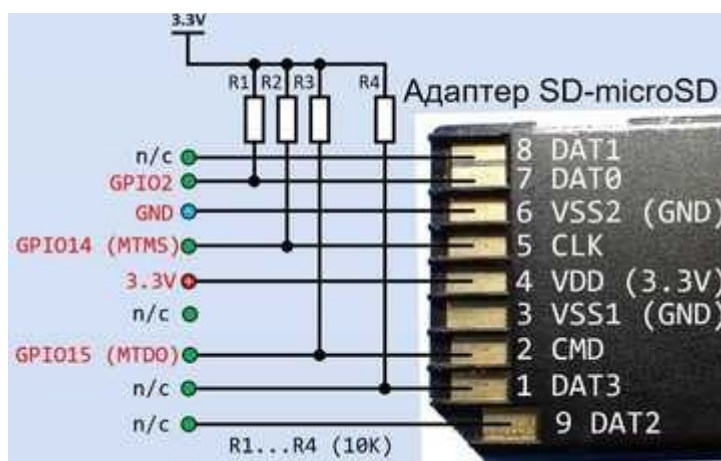 3.3V
R1 R2 R3 R4
Адаптер SD-microSD
n/c 8 DAT1
GPIO2 7 DAT0
GND 6 VSS2 (GND)
GPIO14 (MTMS) 5 CLK
3.3V 4 VDD (3.3V)
n/c 3 VSS1 (GND)
GPIO15 (MTDO) 2 CMD
n/c 1 DAT3
n/c 9 DAT2
R1...R4 (10K)